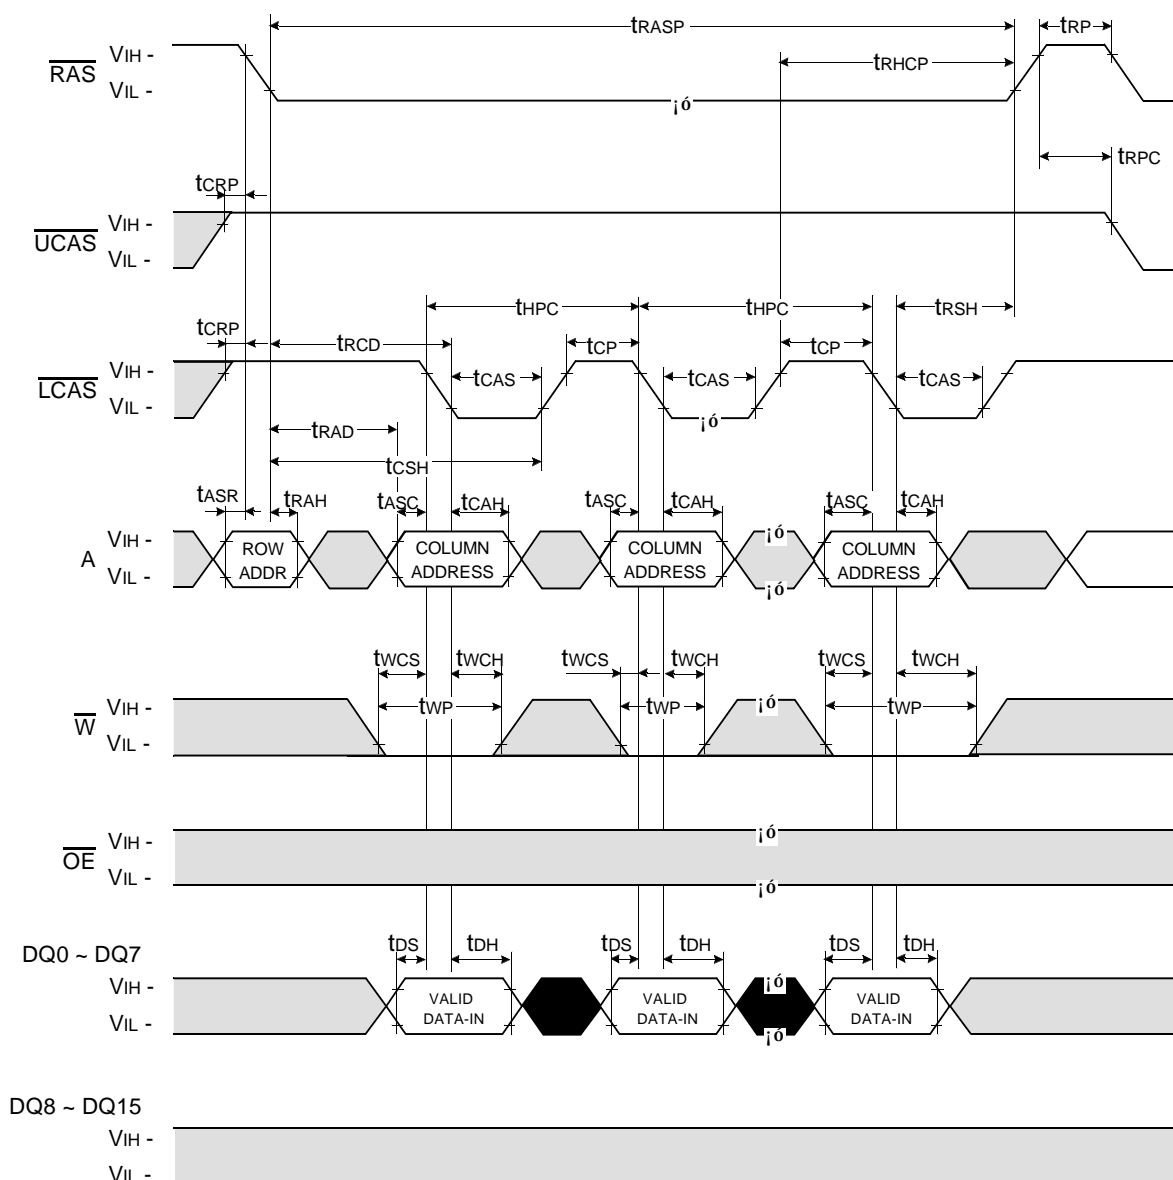 tRASP
tRP
tRHCP
RAS
VIH -
VIL -
¡ó
tRPC
tCRP
UCAS
VIH -
VIL -
tHPC
tHPC
tRSH
tCRP
tRCD
tCP
tCP
LCAS
VIH -
VIL -
tCAS
tCAS
tCAS
¡ó
tRAD
tCSH
tASR
tRAH
tASC
tCAH
tASC
tCAH
tASC
tCAH
A
VIH -
VIL -
ROW
ADDR
COLUMN
ADDRESS
COLUMN
ADDRESS
¡ó
¡ó
COLUMN
ADDRESS
tWCS
tWCH
tWCS
tWCH
tWCS
tWCH
W
VIH -
VIL -
tWP
tWP
¡ó
tWP
OE
VIH -
VIL -
¡ó
¡ó
DQ0 ~ DQ7
tDS
tDH
tDS
tDH
tDS
tDH
VIH -
VIL -
VALID
DATA-IN
VALID
DATA-IN
¡ó
¡ó
VALID
DATA-IN
DQ8 ~ DQ15
VIH -
VIL -